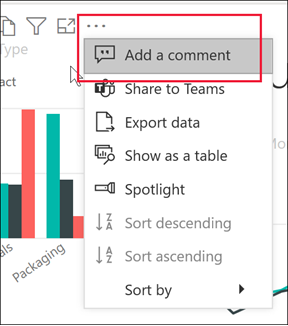 Type
act
Add a comment
Share to Teams
Export data
Show as a table
Spotlight
Sort descending
Sort ascending
Sort by
als
Packaging
Mo